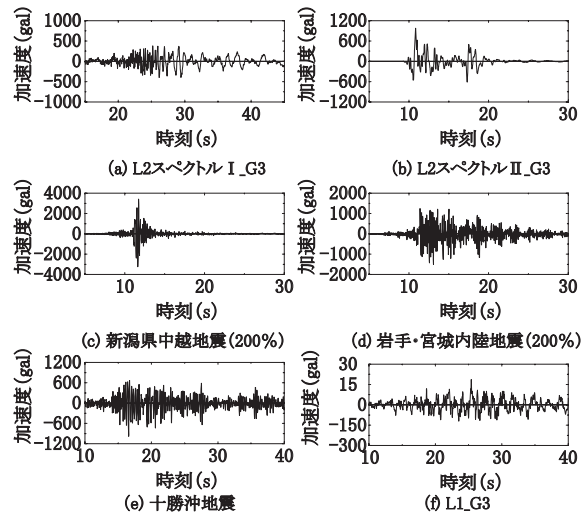 加速度(gal)
1000
500
0
−500
−1000
20 30 40
時刻(s)
(a) L2スペクトルⅠ_G3
加速度(gal)
1200
600
0
−600
−1200
10 20 30
時刻(s)
(b) L2スペクトルⅡ_G3
加速度(gal)
4000
2000
0
−2000
−4000
10 20 30
時刻(s)
(c) 新潟県中越地震(200%)
加速度(gal)
2000
1000
0
−1000
−2000
10 20 30
時刻(s)
(d) 岩手・宮城内陸地震(200%)
加速度(gal)
1200
600
0
−600
−1200
10 20 30 40
時刻(s)
(e) 十勝沖地震
加速度(gal)
30
15
0
−150
−300
10 20 30 40
時刻(s)
(f) L1_G3